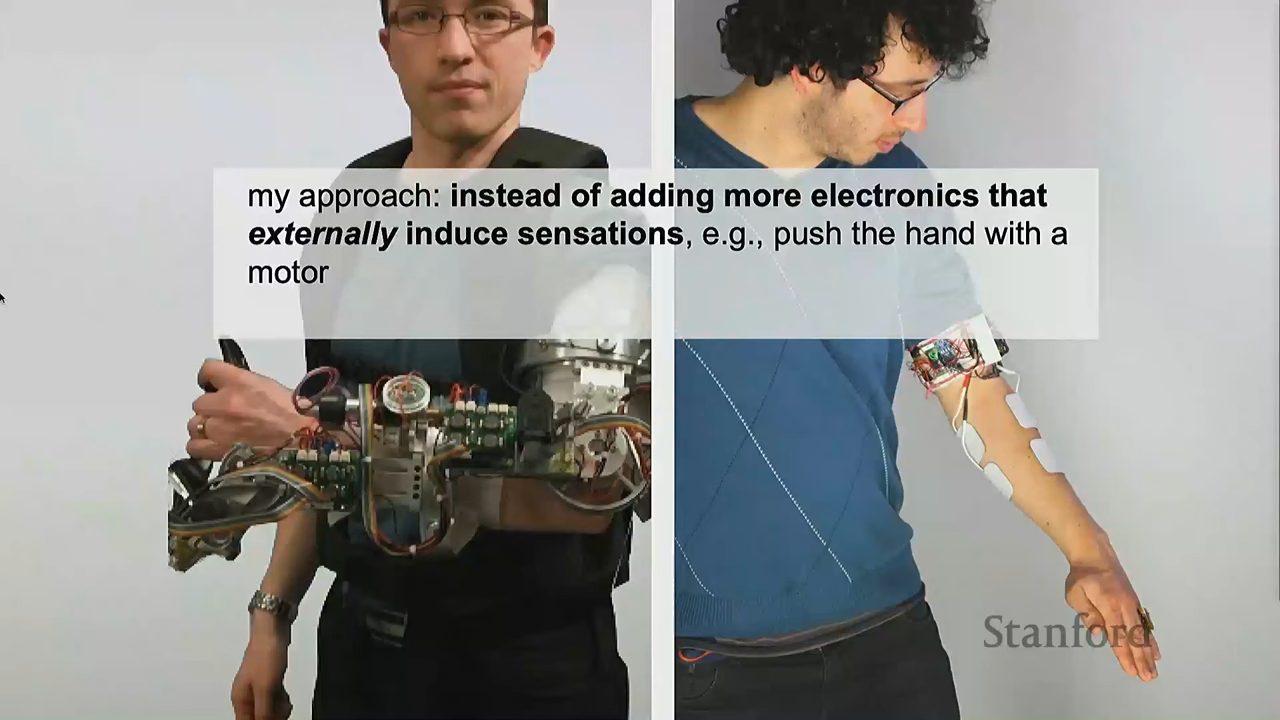 my approach: instead of adding more electronics that
externally induce sensations, e.g., push the hand with a
motor
Stanford